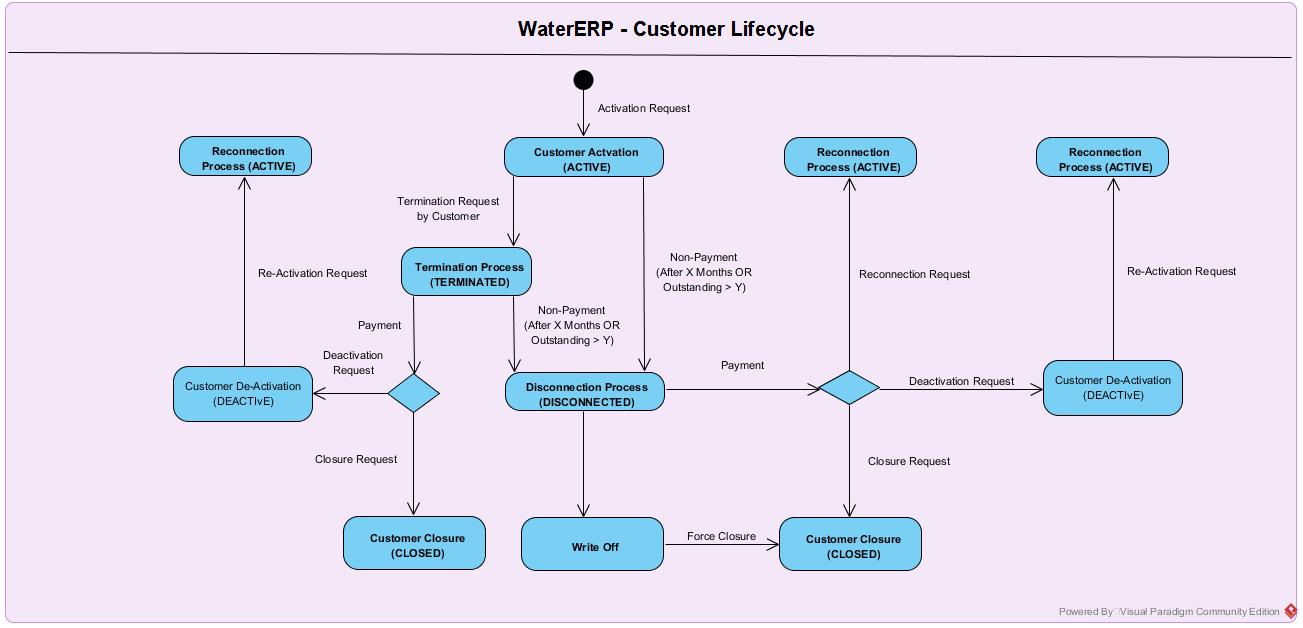 WaterERP - Customer Lifecycle
Activation Request
Reconnection
Process (ACTIVE)
Customer Actvation
(ACTIVE)
Reconnection
Process (ACTIVE)
Reconnection
Process (ACTIVE)
Termination Request
by Customer
Non-Payment
(After X Months OR
Outstanding > Y)
Re-Activation Request
Termination Process
(TERMINATED)
Reconnection Request
Re-Activation Request
Payment
Non-Payment
(After X Months OR
Outstanding > Y)
Deactivation
Request
Payment
Customer De-Activation
(DEACTIvE)
Disconnection Process
(DISCONNECTED)
Deactivation Request
Customer De-Activation
(DEACTIvE)
Closure Request
Closure Request
Customer Closure
(CLOSED)
Write Off
Force Closure
Customer Closure
(CLOSED)
Powered By Visual Paradigm Community Edition